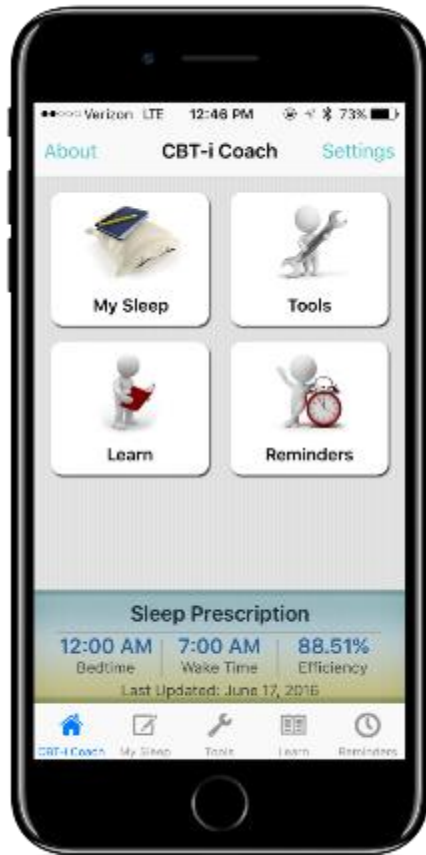 Verizon LTE 12:46 PM 73%
About CBT-i Coach Settings
My Sleep Tools
Learn Reminders
Sleep Prescription
12:00 AM 7:00 AM 88.51%
Bedtime Wake Time Efficiency
Last Updated: June 17, 2016
CBT-i Coach My Sleep Tools Learn Reminders